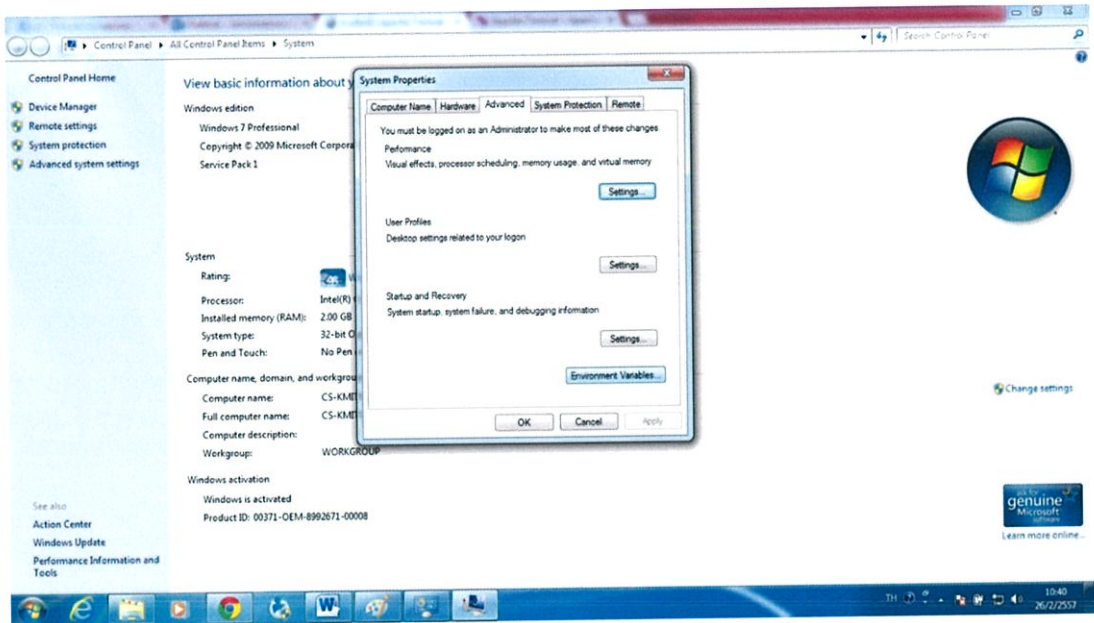 Control Panel ▸ All Control Panel Items ▸ System
Search Control Panel
Control Panel Home
Device Manager
Remote settings
System protection
Advanced system settings
See also
Action Center
Windows Update
Performance Information and
Tools
View basic information about y
Windows edition
Windows 7 Professional
Copyright © 2009 Microsoft Corpora
Service Pack 1
System
Rating:
Processor: Intel(R)
Installed memory (RAM): 2.00 GB
System type: 32-bit O
Pen and Touch: No Pen
Computer name, domain, and workgrou
Computer name: CS-KMIT
Full computer name: CS-KMIT
Computer description:
Workgroup: WORKGROUP
Windows activation
Windows is activated
Product ID: 00371-OEM-8992671-00008
System Properties
Computer Name Hardware Advanced System Protection Remote
You must be logged on as an Administrator to make most of these changes
Performance
Visual effects, processor scheduling, memory usage, and virtual memory
Settings...
User Profiles
Desktop settings related to your logon
Settings...
Startup and Recovery
System startup, system failure, and debugging information
Settings...
Environment Variables...
OK Cancel Apply
Change settings
ask for
genuine
Microsoft
software
Learn more online...
TH
10:40
26/2/2557